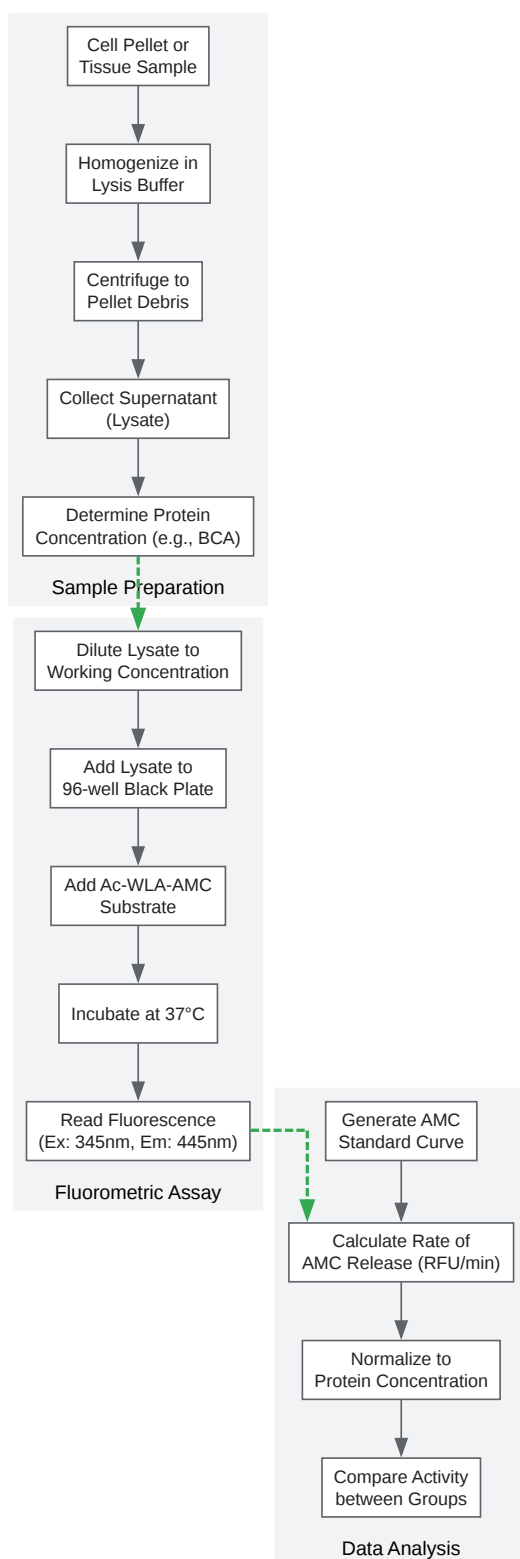 Cell Pellet or
Tissue Sample
Homogenize in
Lysis Buffer
Centrifuge to
Pellet Debris
Collect Supernatant
(Lysate)
Determine Protein
Concentration (e.g., BCA)
Sample Preparation
Dilute Lysate to
Working Concentration
Add Lysate to
96-well Black Plate
Add Ac-WLA-AMC
Substrate
Incubate at 37°C
Read Fluorescence
(Ex: 345nm, Em: 445nm)
Fluorometric Assay
Generate AMC
Standard Curve
Calculate Rate of
AMC Release (RFU/min)
Normalize to
Protein Concentration
Compare Activity
between Groups
Data Analysis